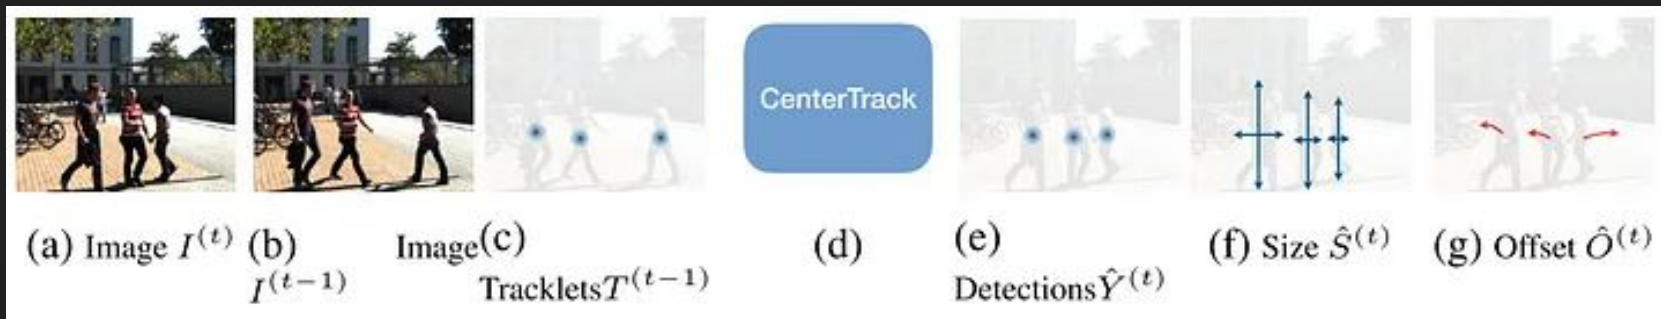 CenterTrack
(a) Image I^(t) (b) Image (c) (d) (e) (f) Size Ŝ^(t) (g) Offset Ô^(t)
I^(t−1) Tracklets T^(t−1) Detections Ŷ^(t)